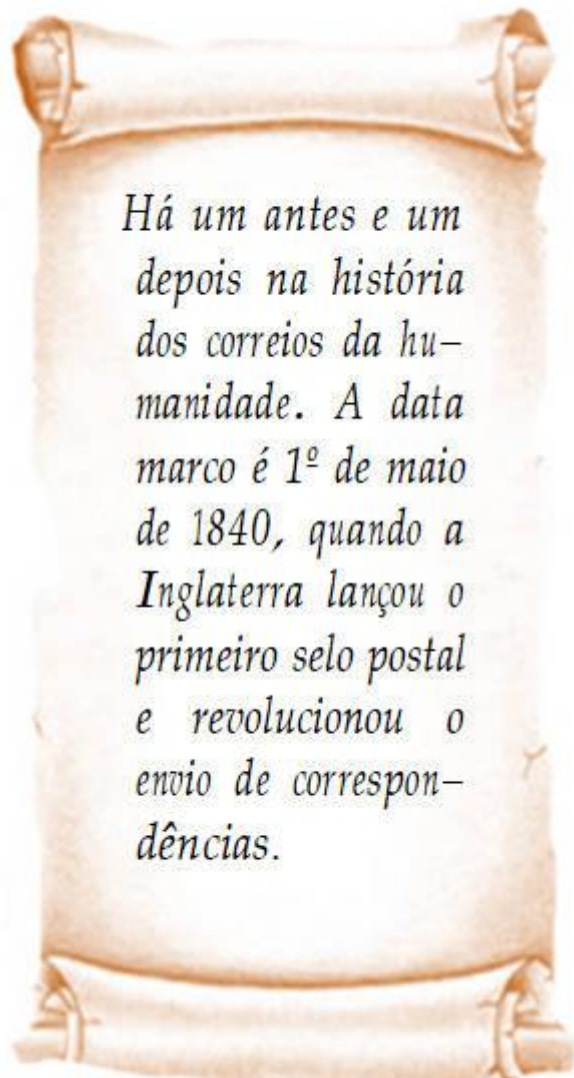 Há um antes e um
depois na história
dos correios da hu–
manidade. A data
marco é 1º de maio
de 1840, quando a
Inglaterra lançou o
primeiro selo postal
e revolucionou o
envio de correspon–
dências.